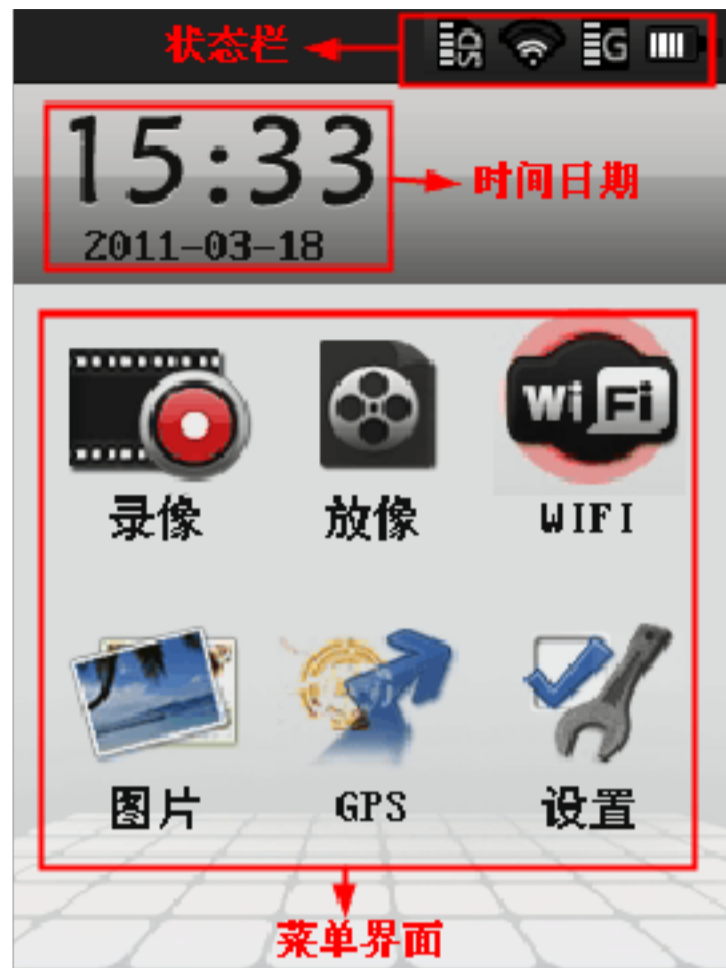 状态栏 SD G
15:33
时间日期
2011-03-18
Wi Fi
录像 放像 WIFI
图片 GPS 设置
菜单界面